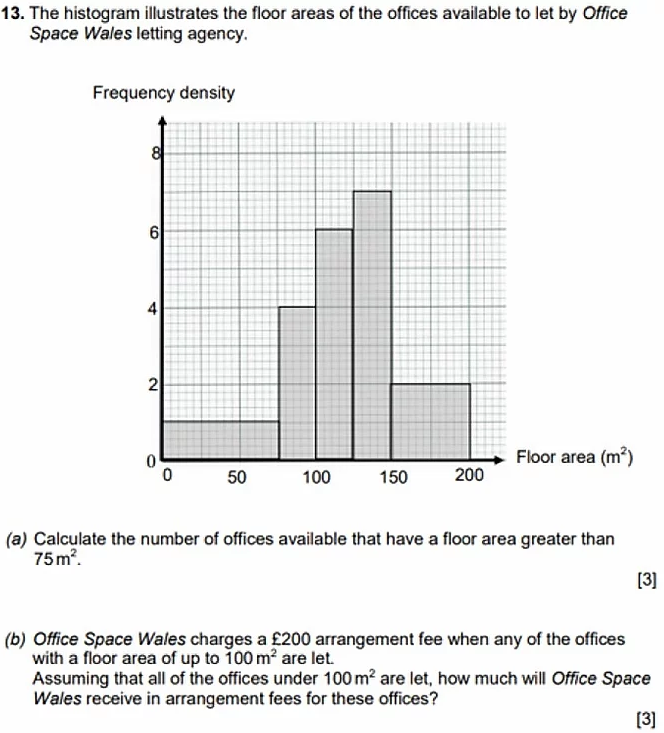 13. The histogram illustrates the floor areas of the offices available to let by Office
Space Wales letting agency.
Frequency density
8
6
4
2
0
0 50 100 150 200
Floor area (m²)
(a) Calculate the number of offices available that have a floor area greater than
75 m².
[3]
(b) Office Space Wales charges a £200 arrangement fee when any of the offices
with a floor area of up to 100 m² are let.
Assuming that all of the offices under 100 m² are let, how much will Office Space
Wales receive in arrangement fees for these offices?
[3]